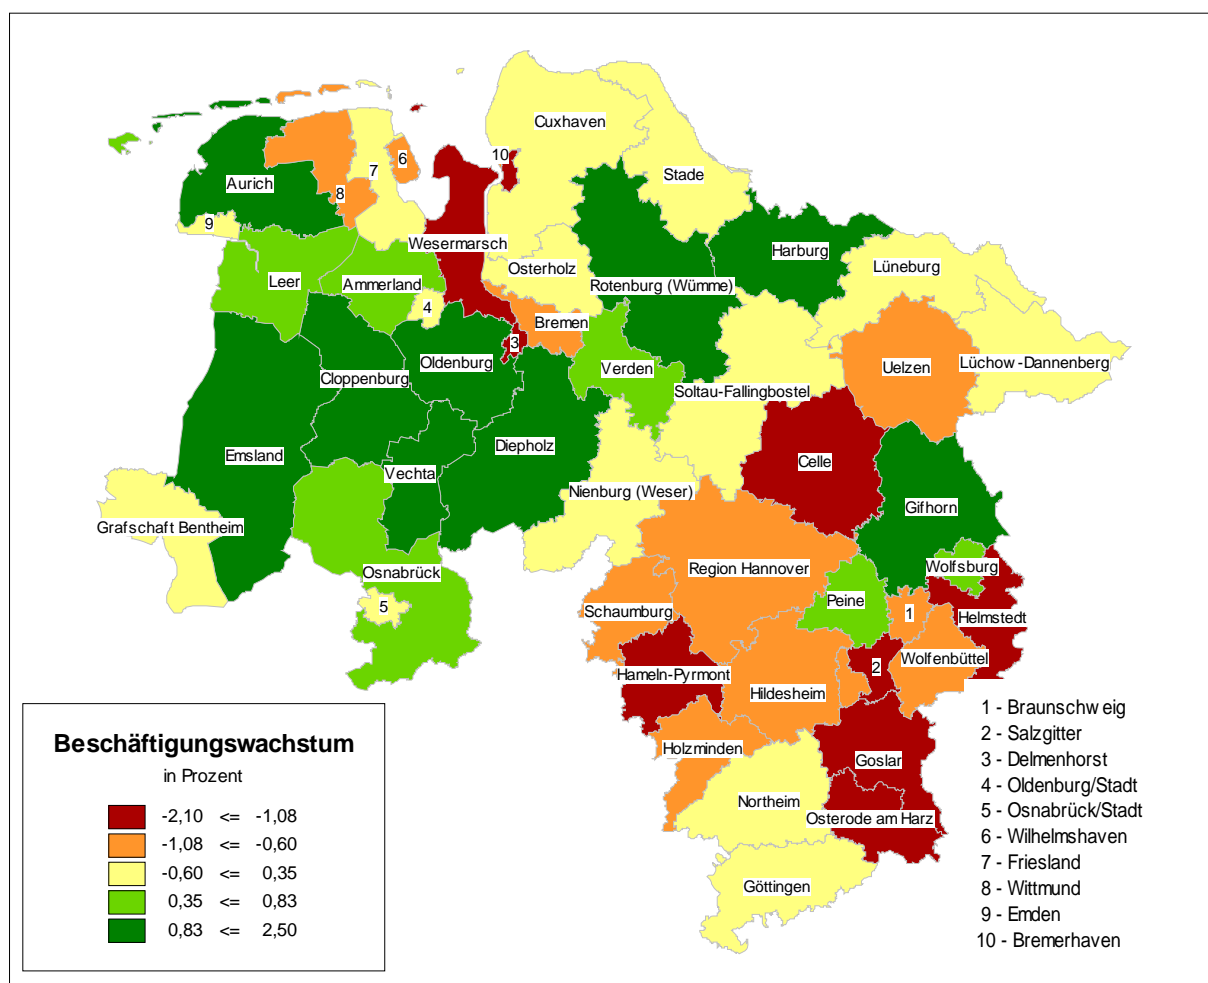 Cuxhaven
10
6
Stade
7
Aurich
8
9
Wesermarsch
Harburg
Osterholz
Lüneburg
Leer
Ammerland
Rotenburg (Wümme)
4
Bremen
3
Oldenburg
Verden
Uelzen
Lüchow-Dannenberg
Cloppenburg
Soltau-Fallingbostel
Emsland
Diepholz
Vechta
Celle
Nienburg (Weser)
Gifhorn
Grafschaft Bentheim
Region Hannover
Wolfsburg
Osnabrück
5
Schaumburg
Peine
1
Helmstedt
Hameln-Pyrmont
2
Wolfenbüttel
Hildesheim
Holzminden
Goslar
Northeim
Osterode am Harz
Göttingen
Beschäftigungswachstum
in Prozent
-2,10 <= -1,08
-1,08 <= -0,60
-0,60 <= 0,35
0,35 <= 0,83
0,83 <= 2,50
1 - Braunschw eig
2 - Salzgitter
3 - Delmenhorst
4 - Oldenburg/Stadt
5 - Osnabrück/Stadt
6 - Wilhelmshaven
7 - Friesland
8 - Wittmund
9 - Emden
10 - Bremerhaven